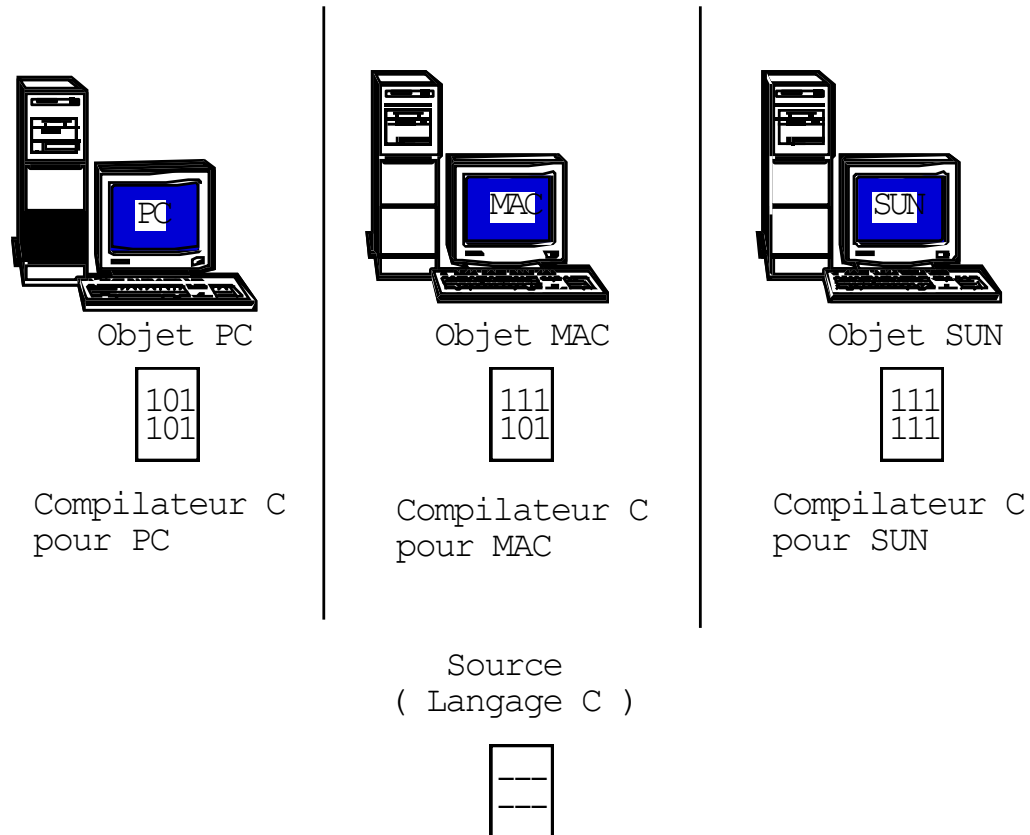 PC
MAC
SUN
Objet PC
Objet MAC
Objet SUN
101
101
111
101
111
111
Compilateur C
pour PC
Compilateur C
pour MAC
Compilateur C
pour SUN
Source
( Langage C )
---
---